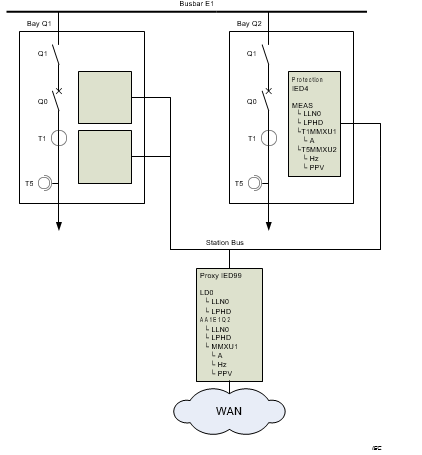 Busbar E1
Bay Q1
Bay Q2
Q1
Q0
T1
T5
Q1
Q0
T1
T5
Protection
IED4
MEAS
└ LLN0
└ LPHD
└T1MMXU1
└ A
└T5MMXU2
└ Hz
└ PPV
Station Bus
Proxy IED99
LD0
└ LLN0
└ LPHD
AA1E1Q2
└ LLN0
└ LPHD
└ MMXU1
└ A
└ Hz
└ PPV
WAN